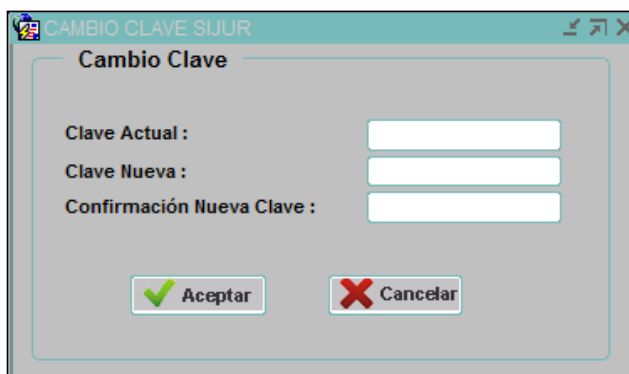 CAMBIO CLAVE SIJUR
Cambio Clave
Clave Actual :
Clave Nueva :
Confirmación Nueva Clave :
Aceptar Cancelar